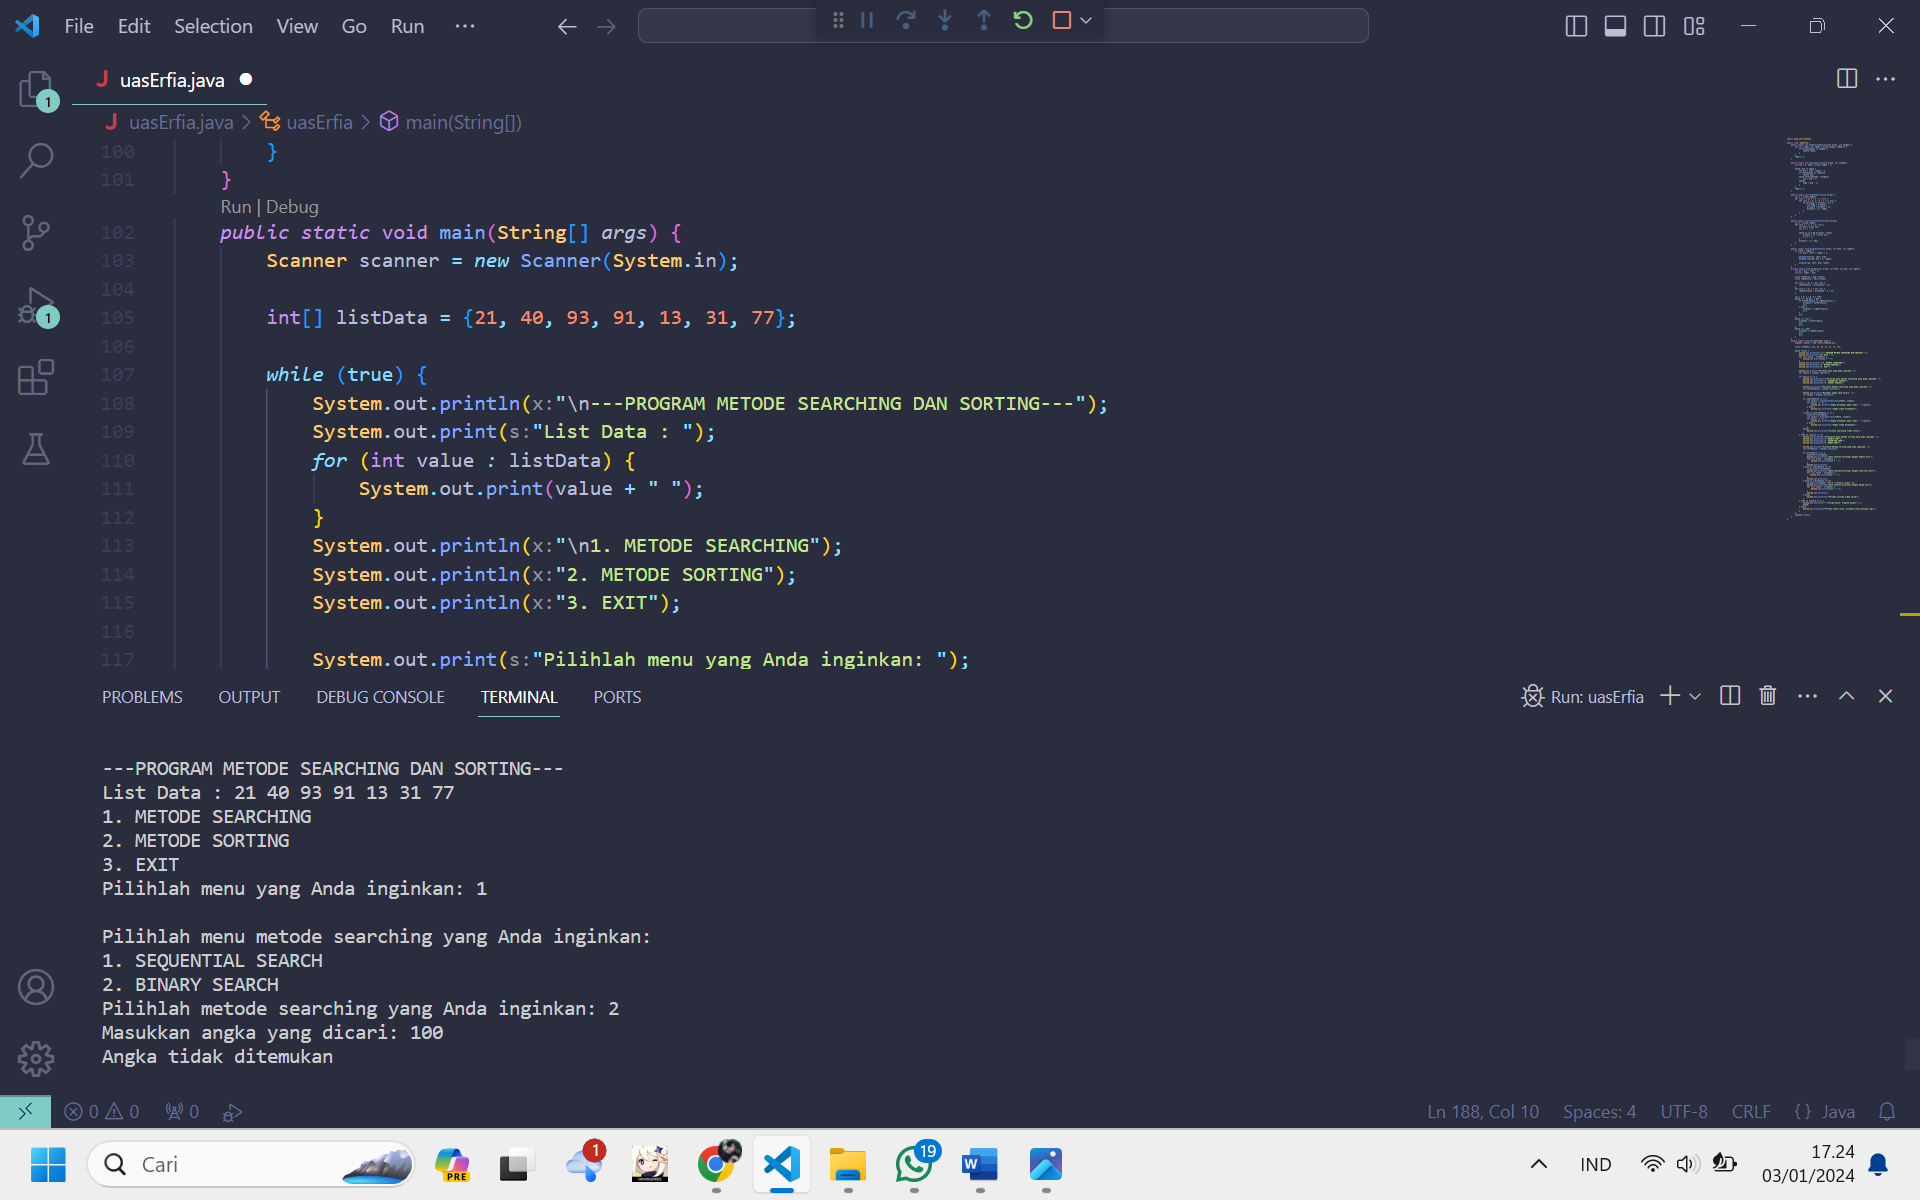 File Edit Selection View Go Run ···
uasErfia.java
uasErfia.java > uasErfia > main(String[])
100 }
101 }
Run | Debug
102 public static void main(String[] args) {
103 Scanner scanner = new Scanner(System.in);
104
105 int[] listData = {21, 40, 93, 91, 13, 31, 77};
106
107 while (true) {
108 System.out.println(x:"\n---PROGRAM METODE SEARCHING DAN SORTING---");
109 System.out.print(s:"List Data : ");
110 for (int value : listData) {
111 System.out.print(value + " ");
112 }
113 System.out.println(x:"\n1. METODE SEARCHING");
114 System.out.println(x:"2. METODE SORTING");
115 System.out.println(x:"3. EXIT");
116
117 System.out.print(s:"Pilihlah menu yang Anda inginkan: ");
PROBLEMS OUTPUT DEBUG CONSOLE TERMINAL PORTS Run: uasErfia
---PROGRAM METODE SEARCHING DAN SORTING---
List Data : 21 40 93 91 13 31 77
1. METODE SEARCHING
2. METODE SORTING
3. EXIT
Pilihlah menu yang Anda inginkan: 1
Pilihlah menu metode searching yang Anda inginkan:
1. SEQUENTIAL SEARCH
2. BINARY SEARCH
Pilihlah metode searching yang Anda inginkan: 2
Masukkan angka yang dicari: 100
Angka tidak ditemukan
1
1
0 0 0 Ln 188, Col 10 Spaces: 4 UTF-8 CRLF {} Java
Cari PRE 1 19 IND 17.24
03/01/2024